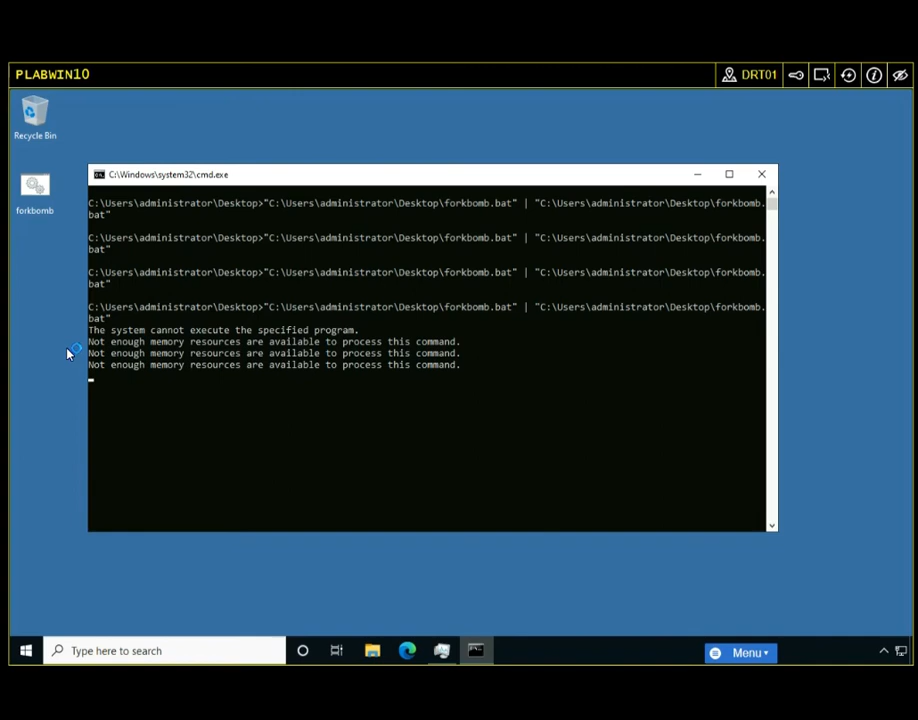 PLABWIN10
DRT01
Recycle Bin
forkbomb
C:\Windows\system32\cmd.exe
C:\Users\administrator\Desktop>"C:\Users\administrator\Desktop\forkbomb.bat" | "C:\Users\administrator\Desktop\forkbomb.
bat"
C:\Users\administrator\Desktop>"C:\Users\administrator\Desktop\forkbomb.bat" | "C:\Users\administrator\Desktop\forkbomb.
bat"
C:\Users\administrator\Desktop>"C:\Users\administrator\Desktop\forkbomb.bat" | "C:\Users\administrator\Desktop\forkbomb.
bat"
C:\Users\administrator\Desktop>"C:\Users\administrator\Desktop\forkbomb.bat" | "C:\Users\administrator\Desktop\forkbomb.
bat"
The system cannot execute the specified program.
Not enough memory resources are available to process this command.
Not enough memory resources are available to process this command.
Not enough memory resources are available to process this command.
Type here to search
Menu